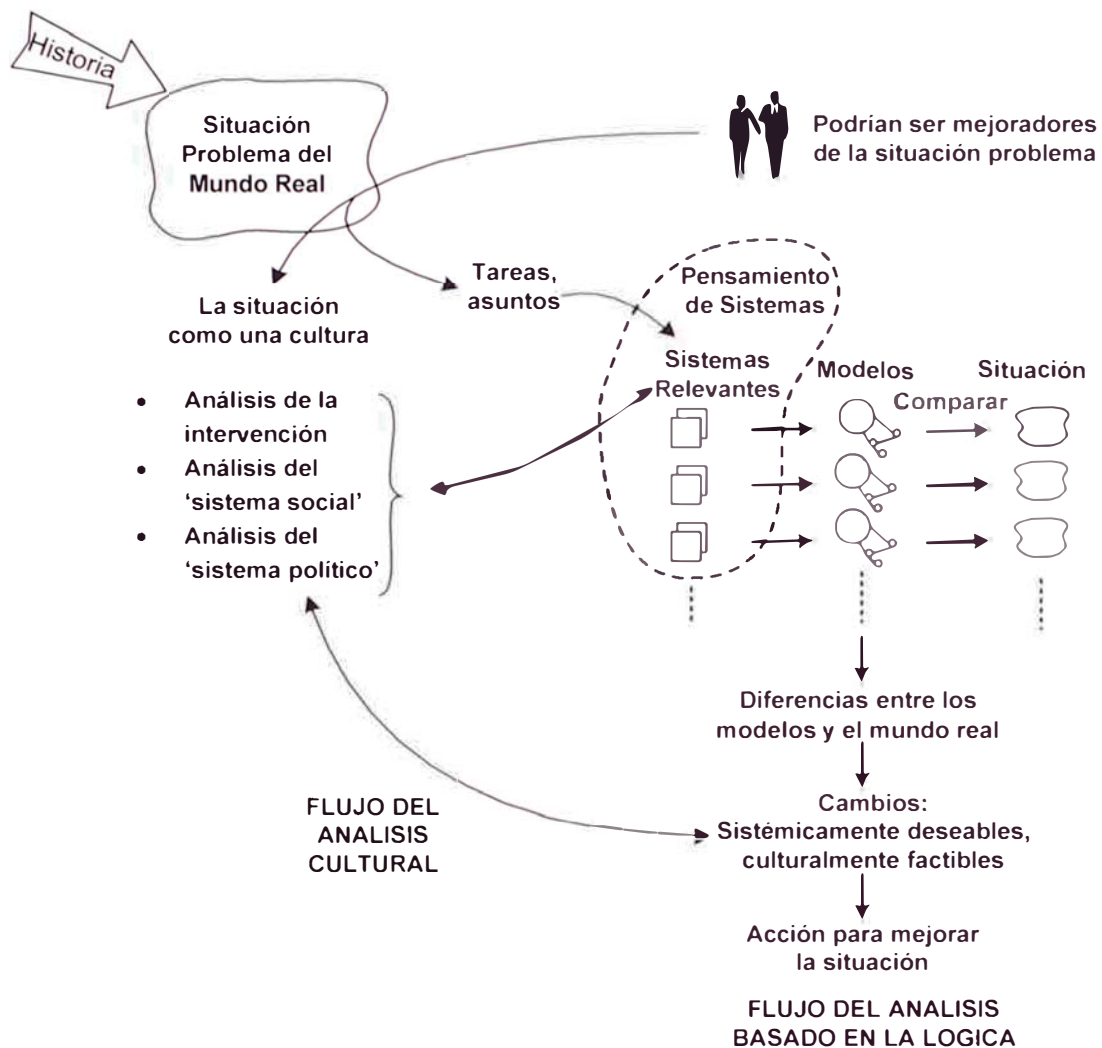 Historia
Situación
Problema del
Mundo Real
Podrían ser mejoradores
de la situación problema
La situación
como una cultura
Tareas,
asuntos
Pensamiento
de Sistemas
Sistemas
Relevantes
Modelos
Situación
Comparar
• Análisis de la
intervención
• Análisis del
‘sistema social’
• Análisis del
‘sistema político’
Diferencias entre los
modelos y el mundo real
Cambios:
Sistémicamente deseables,
culturalmente factibles
FLUJO DEL
ANALISIS
CULTURAL
Acción para mejorar
la situación
FLUJO DEL ANALISIS
BASADO EN LA LOGICA